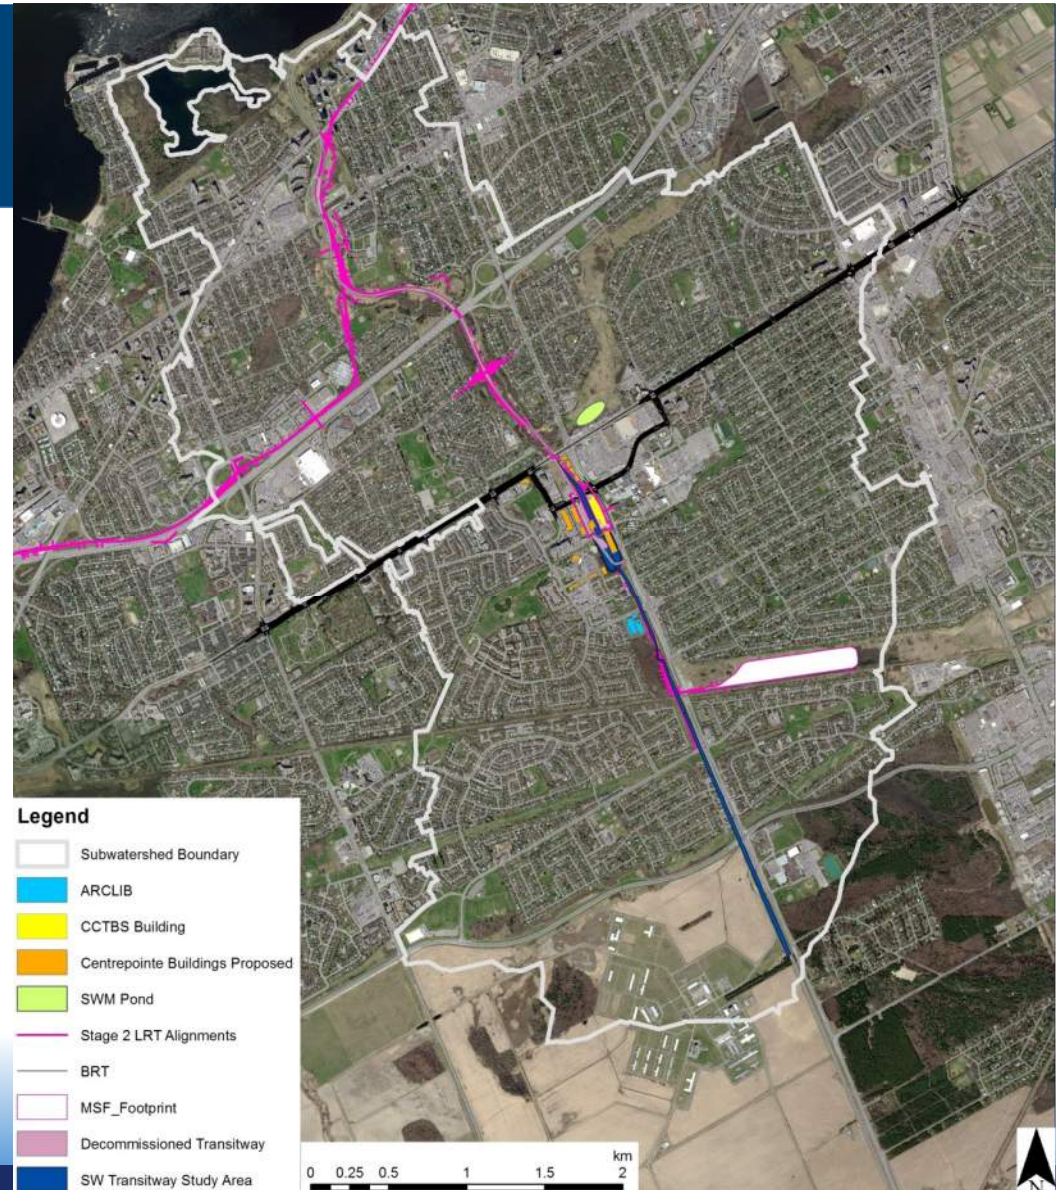 Legend
Subwatershed Boundary
ARCLIB
CCTBS Building
Centrepointe Buildings Proposed
SWM Pond
Stage 2 LRT Alignments
BRT
MSF_Footprint
Decommissioned Transitway
SW Transitway Study Area
km
0 0.25 0.5 1 1.5 2
N